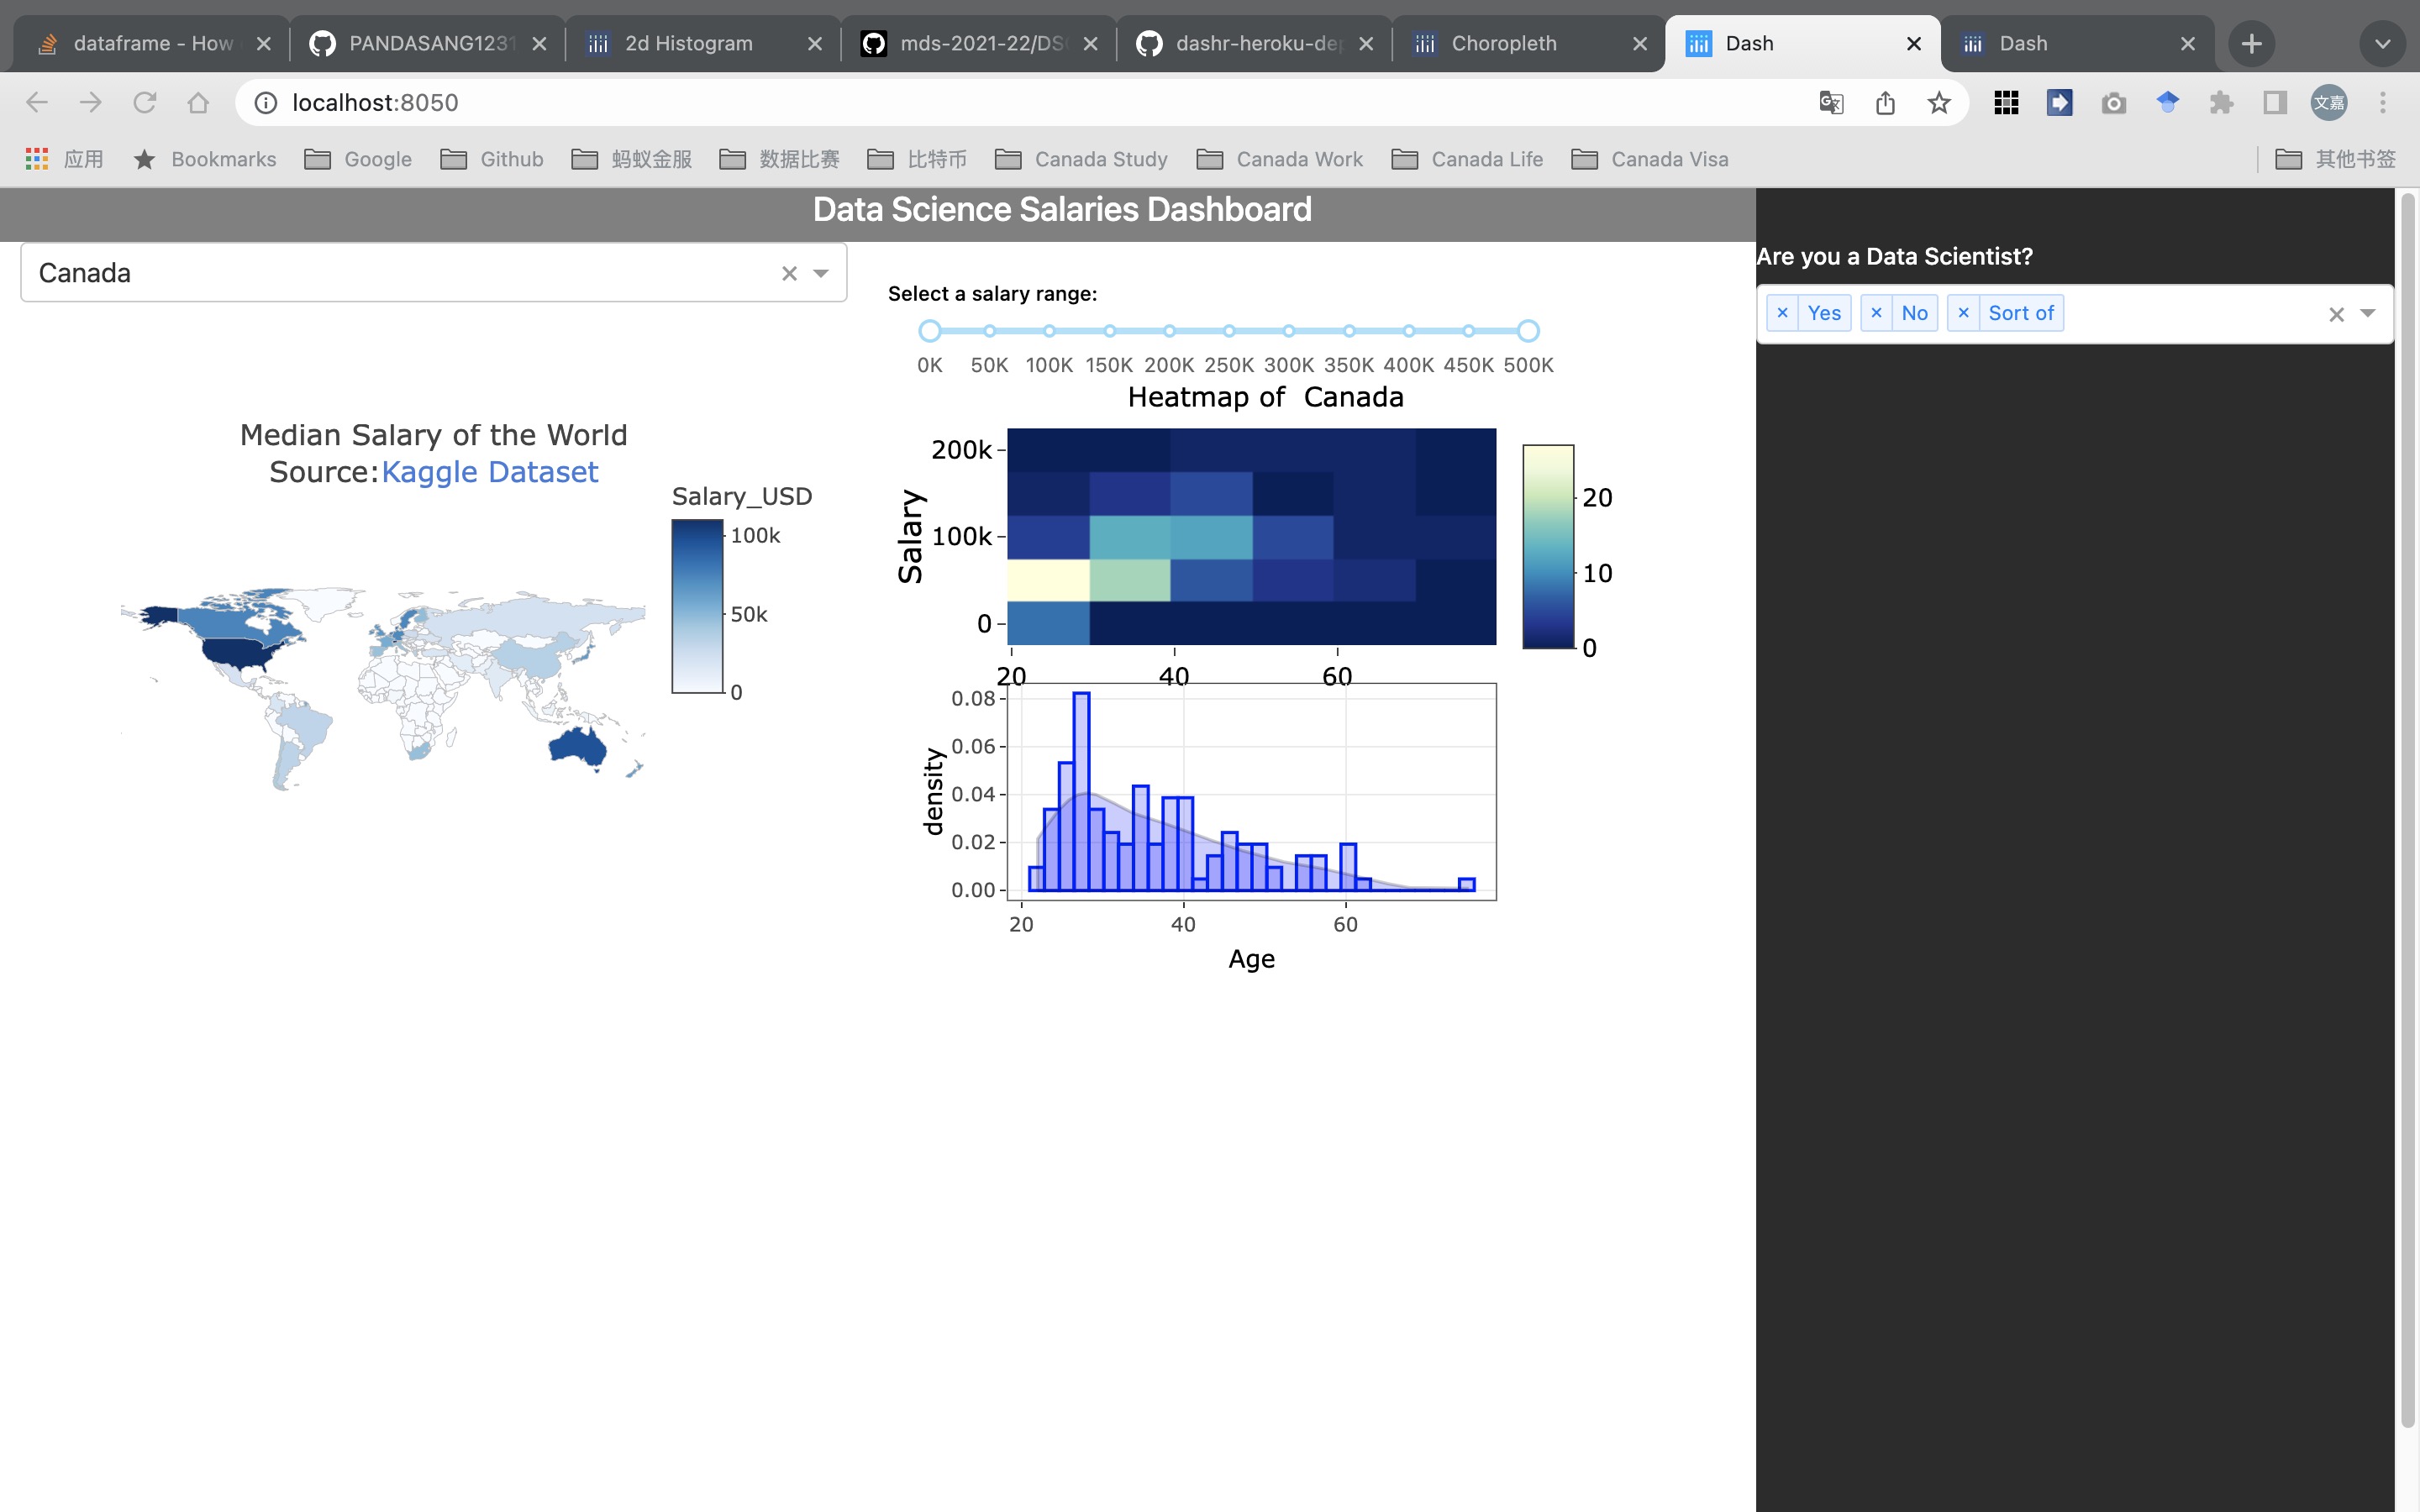 dataframe - How
PANDASANG1231
2d Histogram
mds-2021-22/DS
dashr-heroku-de
Choropleth
Dash
Dash
localhost:8050
文嘉
应用
Bookmarks
Google
Github
蚂蚁金服
数据比赛
比特币
Canada Study
Canada Work
Canada Life
Canada Visa
其他书签
Data Science Salaries Dashboard
Canada
Median Salary of the World
Source:Kaggle Dataset
Salary_USD
100k
50k
0
Select a salary range:
0K 50K 100K 150K 200K 250K 300K 350K 400K 450K 500K
Heatmap of  Canada
Salary
200k
100k
0
20 40 60
20
10
0
density
0.08
0.06
0.04
0.02
0.00
20 40 60
Age
Are you a Data Scientist?
× Yes × No × Sort of